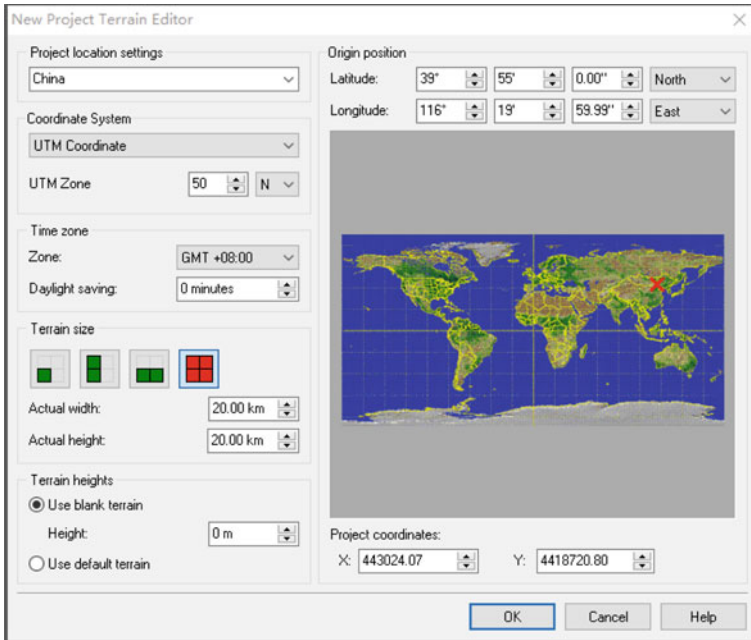 New Project Terrain Editor
Project location settings
China
Coordinate System
UTM Coordinate
UTM Zone 50 N
Time zone
Zone: GMT +08:00
Daylight saving: 0 minutes
Terrain size
Actual width: 20.00 km
Actual height: 20.00 km
Terrain heights
Use blank terrain
Height: 0 m
Use default terrain
Origin position
Latitude: 39° 55' 0.00" North
Longitude: 116° 19' 59.99" East
Project coordinates:
X: 443024.07 Y: 4418720.80
OK Cancel Help